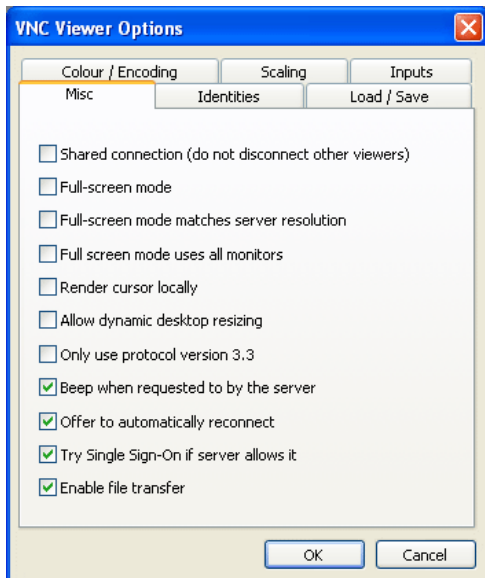 VNC Viewer Options
Colour / Encoding
Scaling
Inputs
Misc
Identities
Load / Save
Shared connection (do not disconnect other viewers)
Full-screen mode
Full-screen mode matches server resolution
Full screen mode uses all monitors
Render cursor locally
Allow dynamic desktop resizing
Only use protocol version 3.3
Beep when requested to by the server
Offer to automatically reconnect
Try Single Sign-On if server allows it
Enable file transfer
OK
Cancel